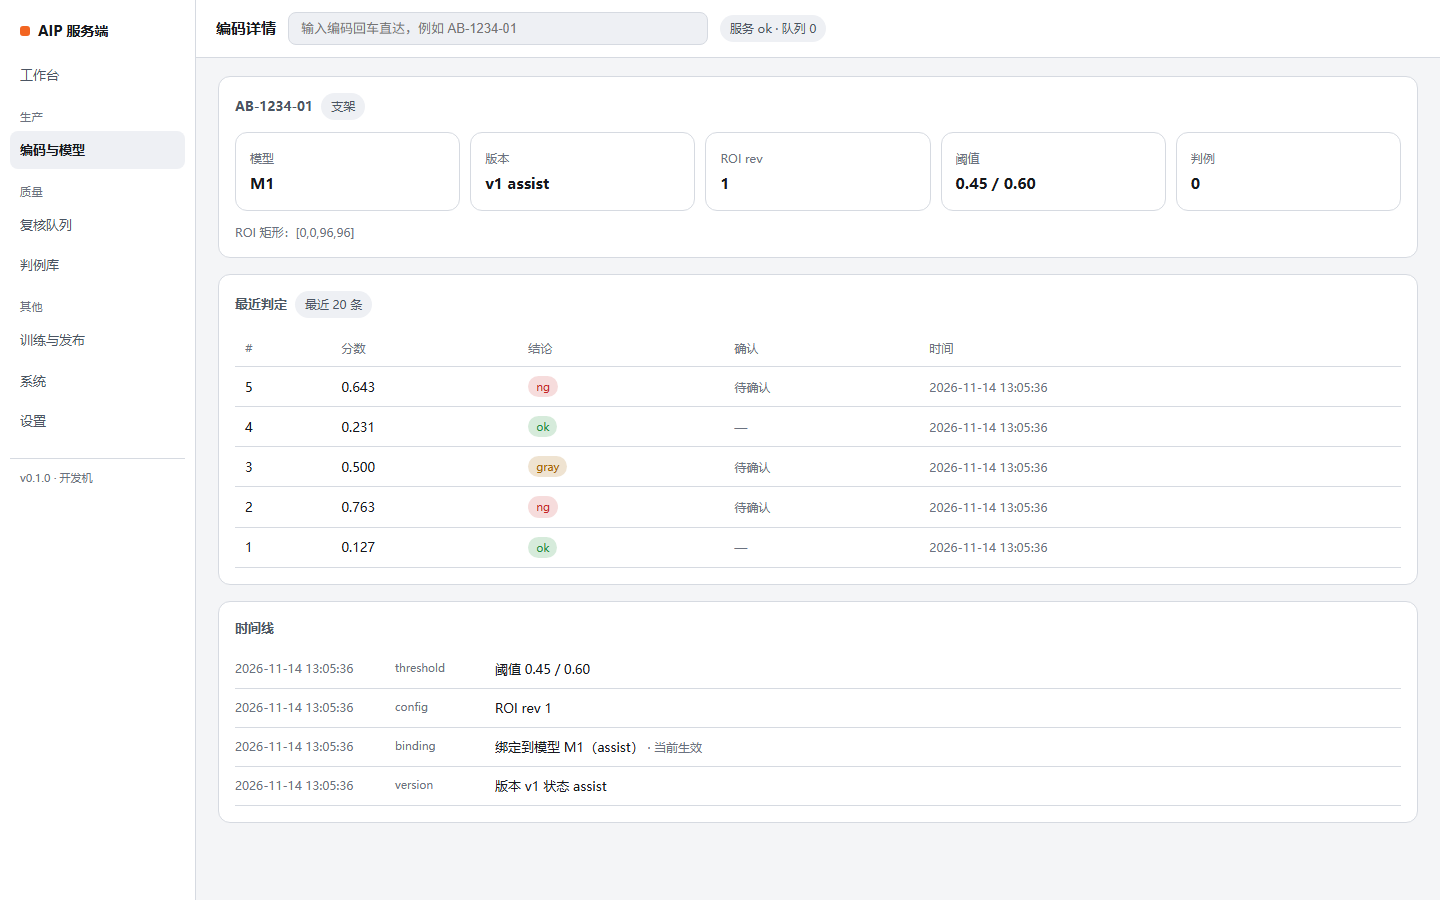 AIP 服务端
工作台
生产
编码与模型
质量
复核队列
判例库
其他
训练与发布
系统
设置
v0.1.0 · 开发机
编码详情 输入编码回车直达，例如 AB-1234-01 服务 ok · 队列 0
AB-1234-01 支架
模型 版本 ROI rev 阈值 判例
M1 v1 assist 1 0.45 / 0.60 0
ROI 矩形：[0,0,96,96]
最近判定 最近 20 条
# 分数 结论 确认 时间
5 0.643 ng 待确认 2026-11-14 13:05:36
4 0.231 ok — 2026-11-14 13:05:36
3 0.500 gray 待确认 2026-11-14 13:05:36
2 0.763 ng 待确认 2026-11-14 13:05:36
1 0.127 ok — 2026-11-14 13:05:36
时间线
2026-11-14 13:05:36 threshold 阈值 0.45 / 0.60
2026-11-14 13:05:36 config ROI rev 1
2026-11-14 13:05:36 binding 绑定到模型 M1（assist） · 当前生效
2026-11-14 13:05:36 version 版本 v1 状态 assist